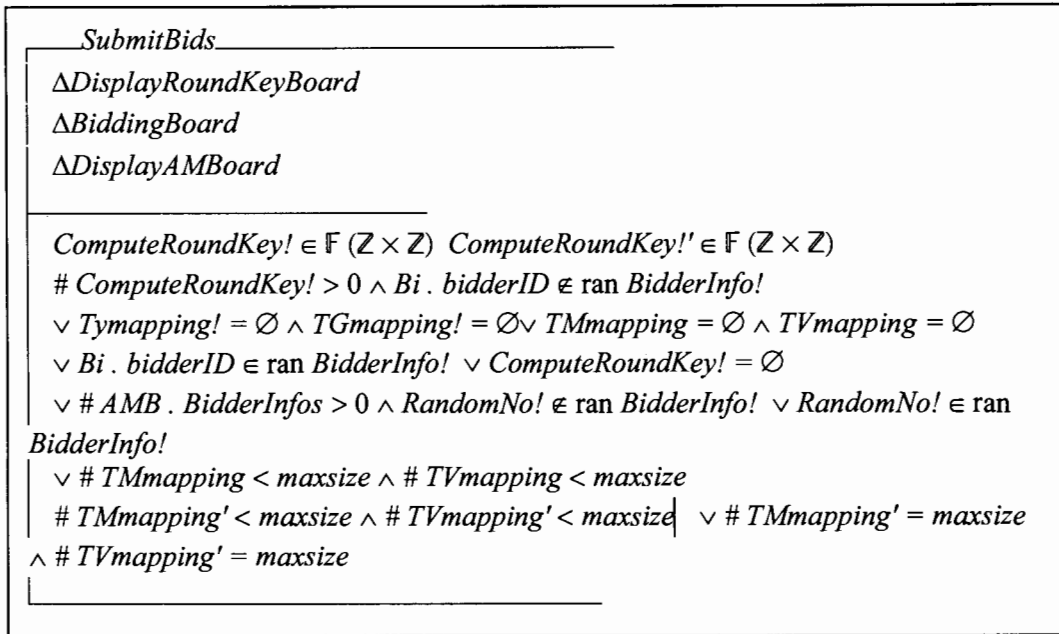 SubmitBids
ΔDisplayRoundKeyBoard
ΔBiddingBoard
ΔDisplayAMBoard
ComputeRoundKey! ∈ 𝔽 (ℤ × ℤ) ComputeRoundKey!' ∈ 𝔽 (ℤ × ℤ)
# ComputeRoundKey! > 0 ∧ Bi . bidderID ∉ ran BidderInfo!
∨ Tymapping! = ∅ ∧ TGmapping! = ∅∨ TMmapping = ∅ ∧ TVmapping = ∅
∨ Bi . bidderID ∈ ran BidderInfo! ∨ ComputeRoundKey! = ∅
∨ # AMB . BidderInfos > 0 ∧ RandomNo! ∉ ran BidderInfo! ∨ RandomNo! ∈ ran
BidderInfo!
∨ # TMmapping < maxsize ∧ # TVmapping < maxsize
# TMmapping' < maxsize ∧ # TVmapping' < maxsize ∨ # TMmapping' = maxsize
∧ # TVmapping' = maxsize